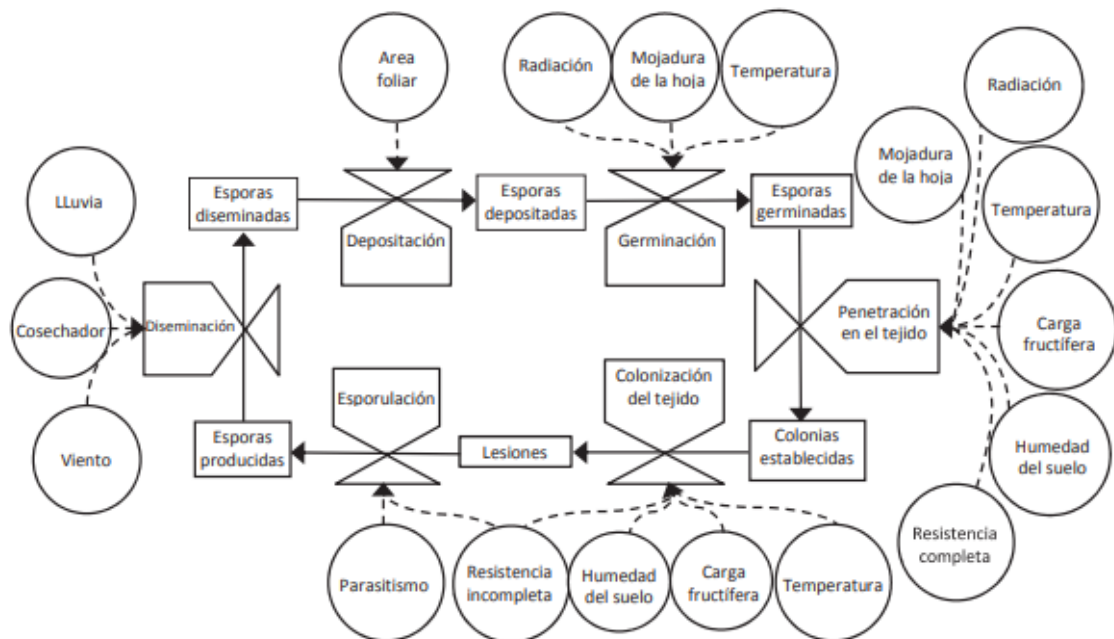 Area
foliar
Radiación
Mojadura
de la hoja
Temperatura
Radiación
Mojadura
de la hoja
LLuvia
Esporas
diseminadas
Esporas
depositadas
Esporas
germinadas
Temperatura
Depositación
Germinación
Cosechador
Diseminación
Penetración
en el tejido
Carga
fructífera
Esporulación
Colonización
del tejido
Viento
Esporas
producidas
Lesiones
Colonias
establecidas
Humedad
del suelo
Resistencia
completa
Parasitismo
Resistencia
incompleta
Humedad
del suelo
Carga
fructífera
Temperatura